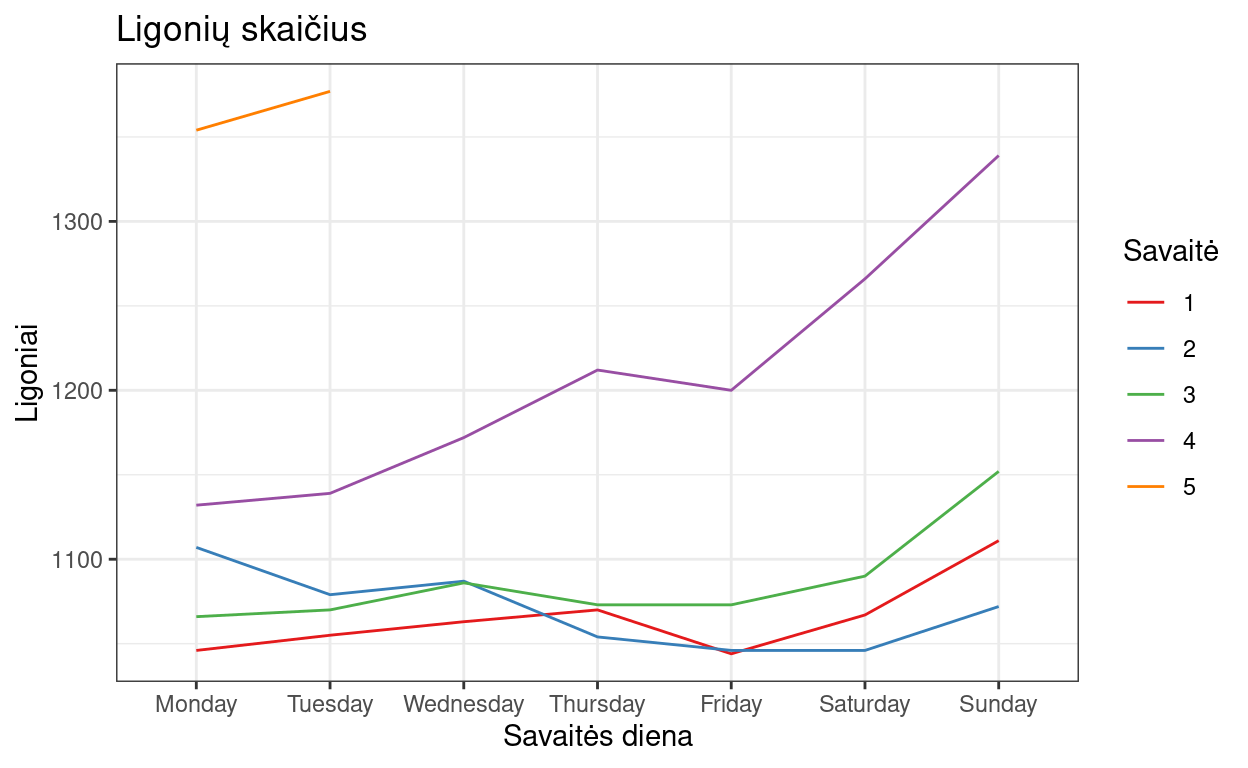 Ligonių skaičius
Ligoniai
1300
1200
1100
Monday Tuesday Wednesday Thursday Friday Saturday Sunday
Savaitės diena
Savaitė
1
2
3
4
5